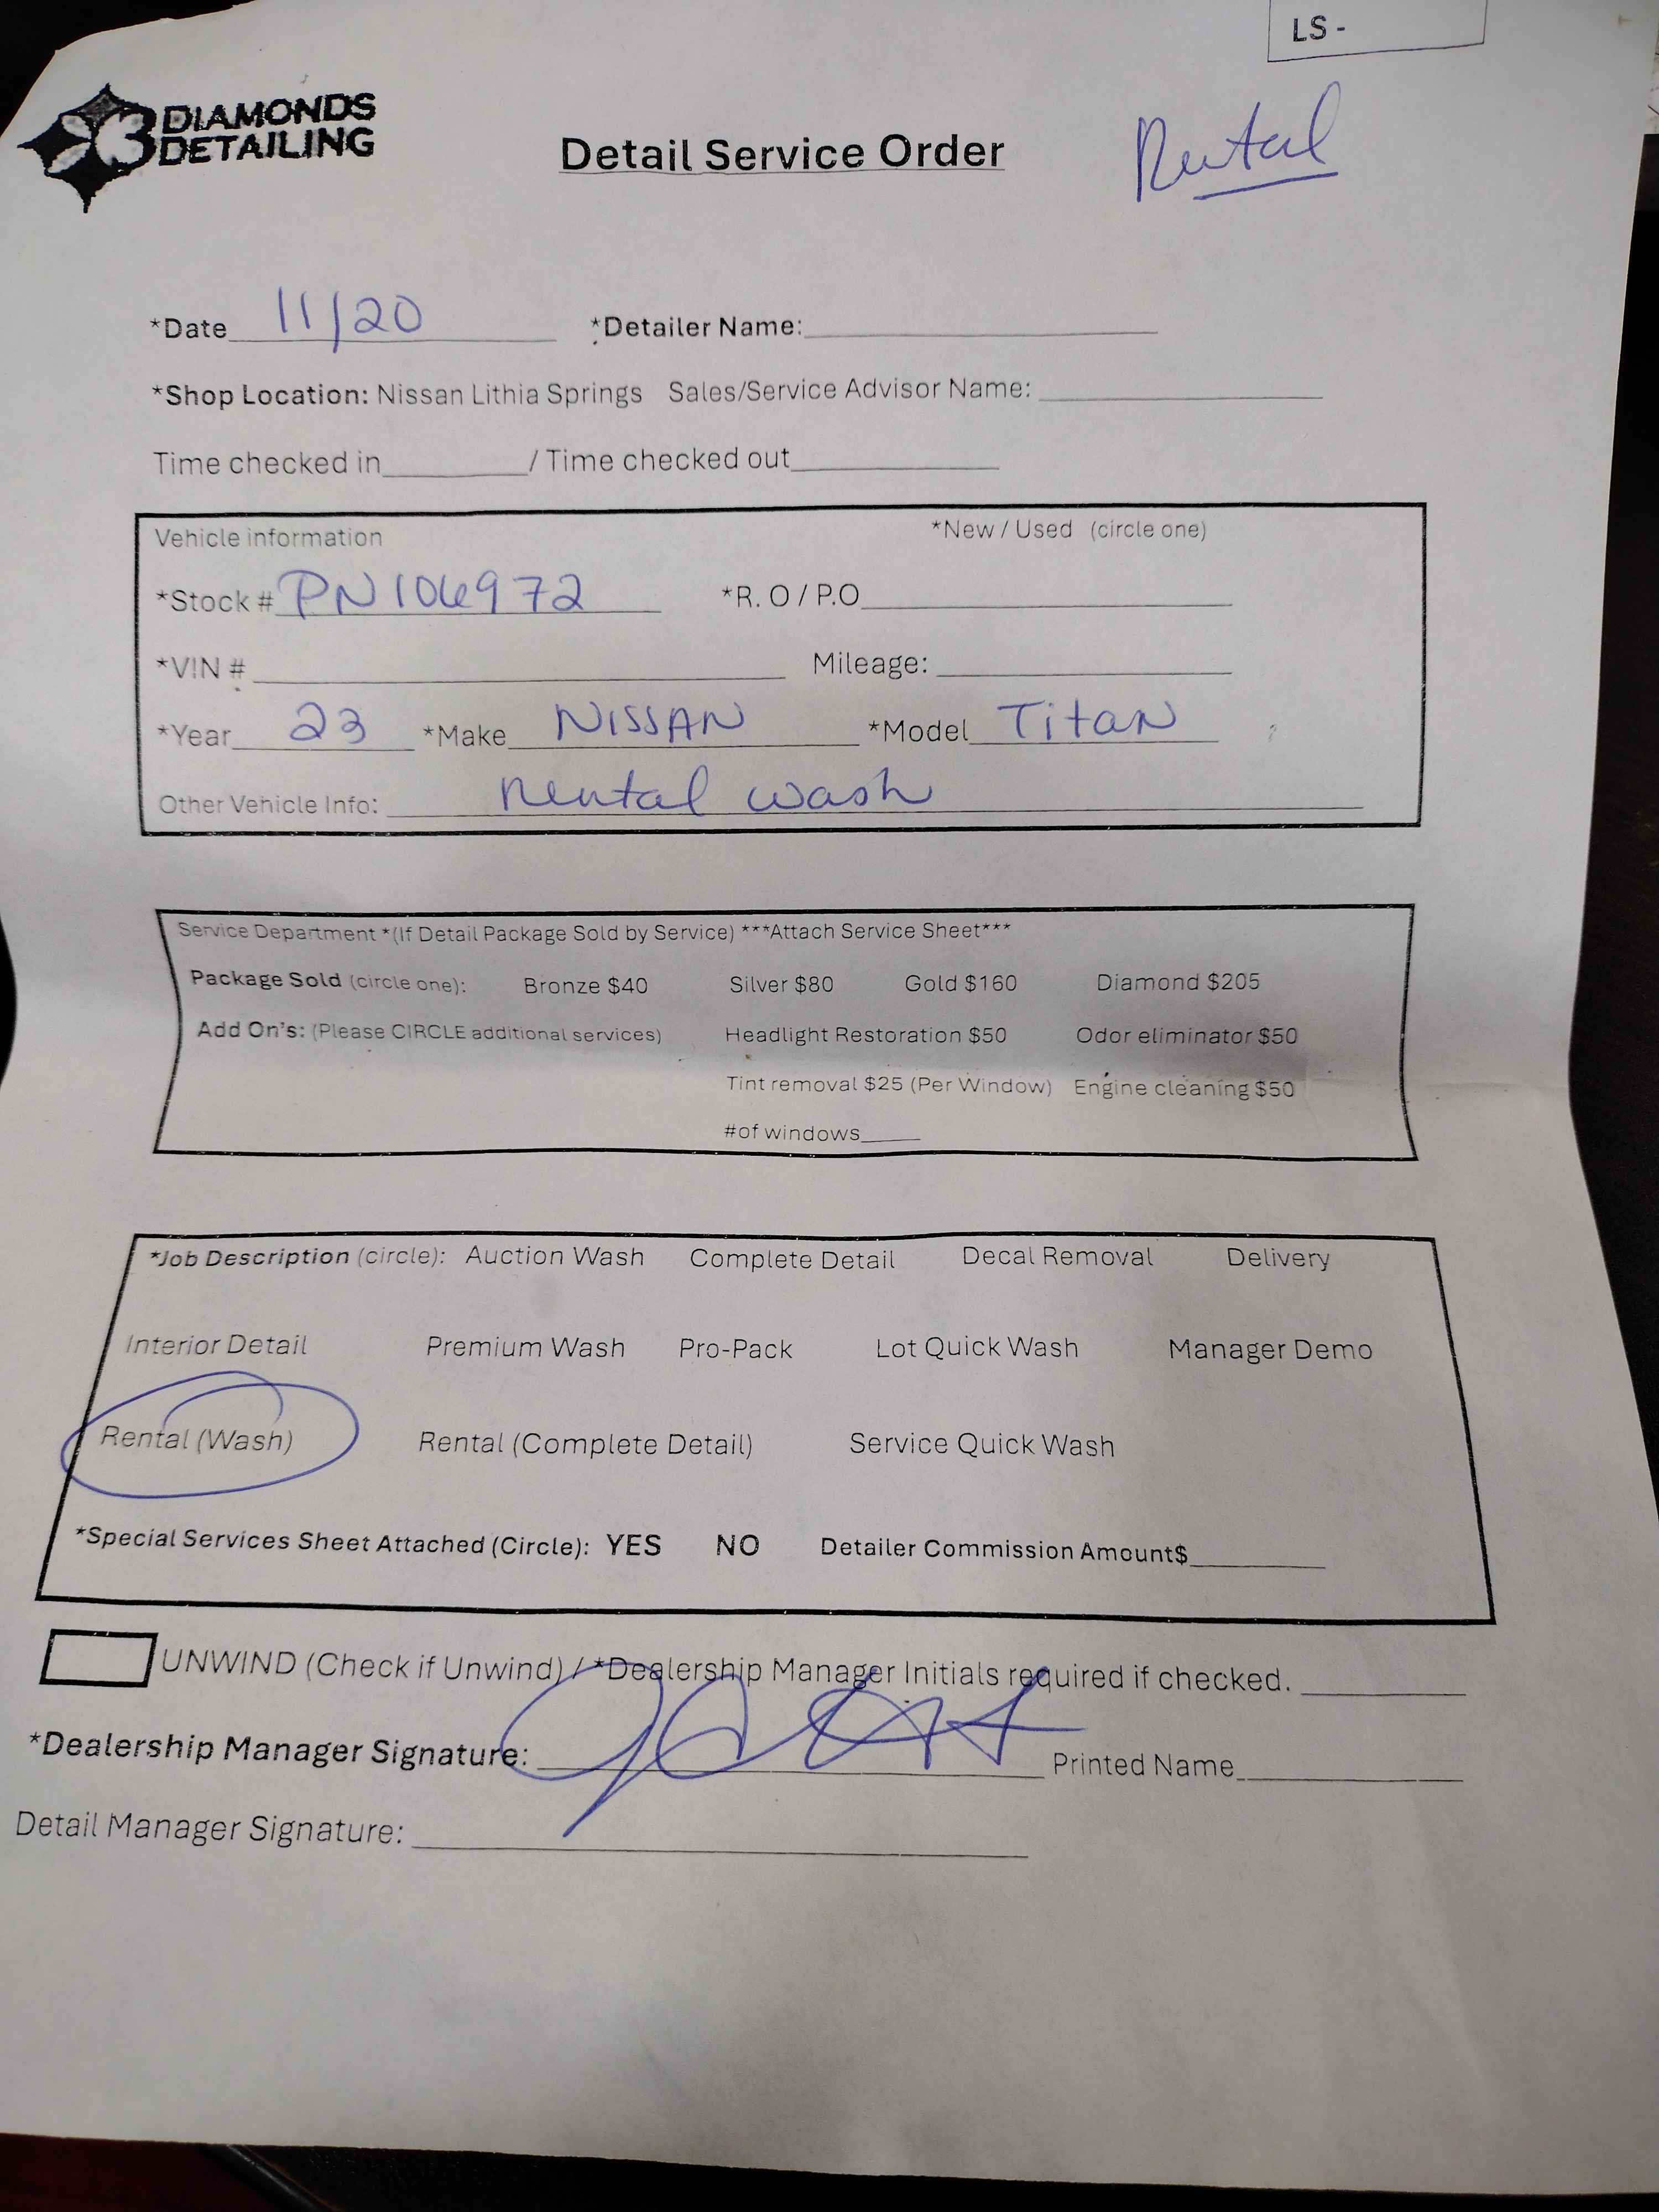 LS -
3 DIAMONDS
DETAILING
Detail Service Order
Rental
*Date 11/20 *Detailer Name:
*Shop Location: Nissan Lithia Springs Sales/Service Advisor Name:
Time checked in / Time checked out
Vehicle information *New / Used (circle one)
*Stock # PN106972 *R. O / P.O
*VIN # Mileage:
*Year 23 *Make NISSAN *Model Titan
Other Vehicle Info: Rental wash
Service Department *(If Detail Package Sold by Service) ***Attach Service Sheet***
Package Sold (circle one): Bronze $40 Silver $80 Gold $160 Diamond $205
Add On's: (Please CIRCLE additional services) Headlight Restoration $50 Odor eliminator $50
Tint removal $25 (Per Window) Engine cleaning $50
#of windows
*Job Description (circle): Auction Wash Complete Detail Decal Removal Delivery
Interior Detail Premium Wash Pro-Pack Lot Quick Wash Manager Demo
Rental (Wash) Rental (Complete Detail) Service Quick Wash
*Special Services Sheet Attached (Circle): YES NO Detailer Commission Amount$
UNWIND (Check if Unwind) / *Dealership Manager Initials required if checked.
*Dealership Manager Signature: Printed Name
Detail Manager Signature: